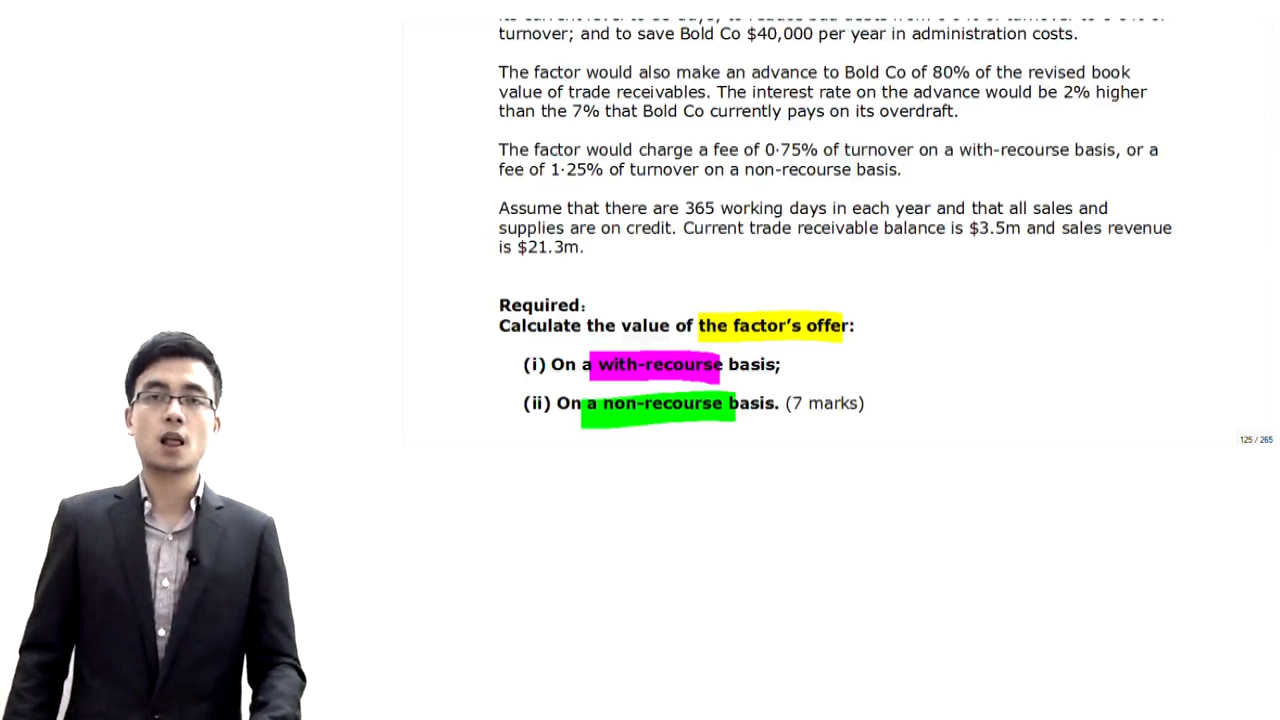 turnover; and to save Bold Co $40,000 per year in administration costs.
The factor would also make an advance to Bold Co of 80% of the revised book
value of trade receivables. The interest rate on the advance would be 2% higher
than the 7% that Bold Co currently pays on its overdraft.
The factor would charge a fee of 0·75% of turnover on a with-recourse basis, or a
fee of 1·25% of turnover on a non-recourse basis.
Assume that there are 365 working days in each year and that all sales and
supplies are on credit. Current trade receivable balance is $3.5m and sales revenue
is $21.3m.
Required:
Calculate the value of the factor’s offer:
(i) On a with-recourse basis;
(ii) On a non-recourse basis. (7 marks)
125 / 265